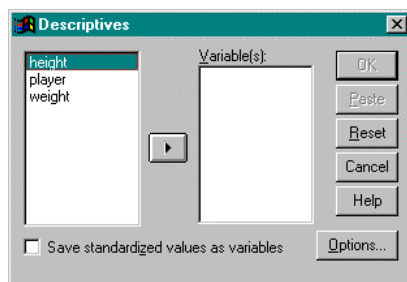 Descriptives
height
player
weight
Variable(s):
OK
Paste
Reset
Cancel
Help
Save standardized values as variables
Options...